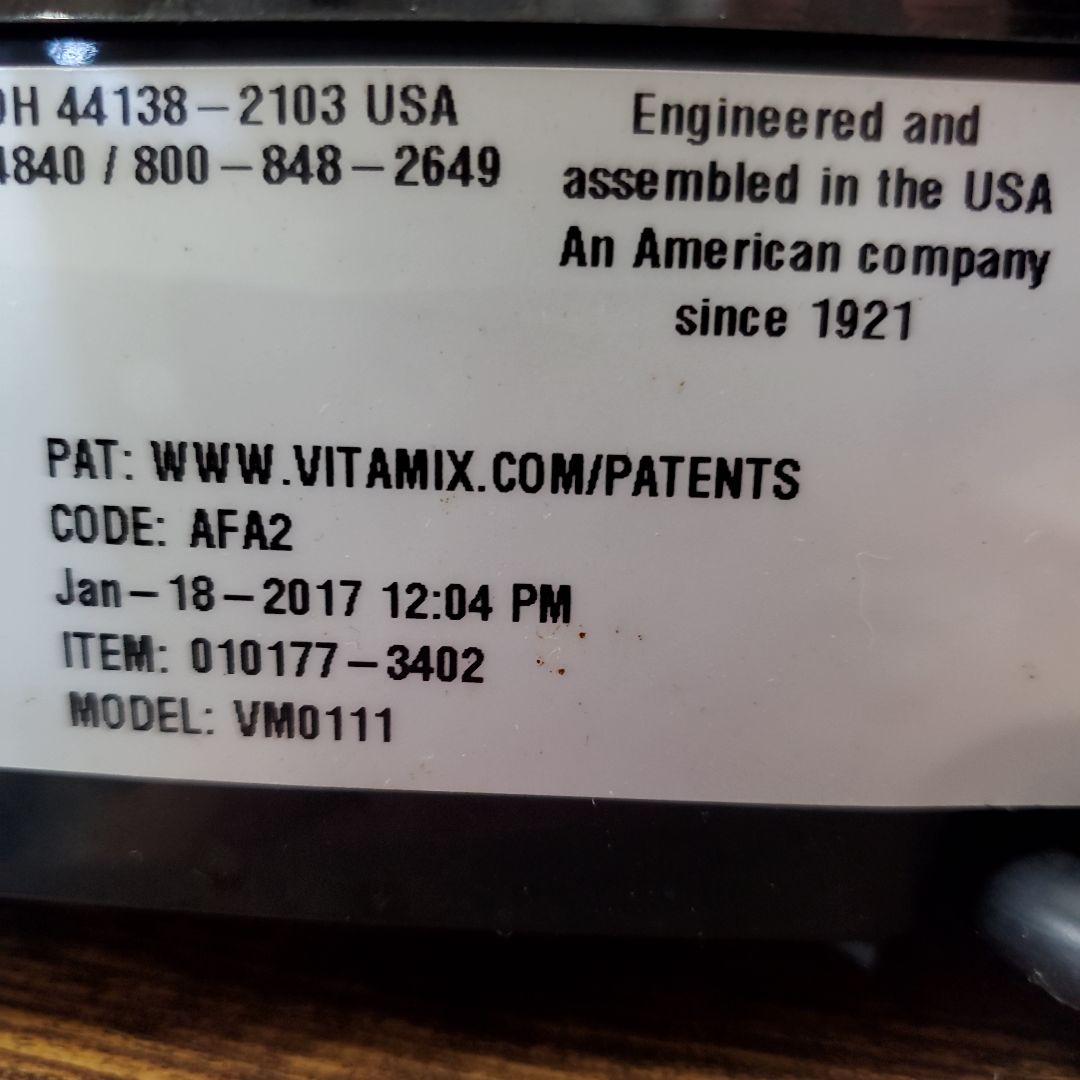 OH 44138-2103 USA
4840 / 800-848-2649
Engineered and
assembled in the USA
An American company
since 1921
PAT: WWW.VITAMIX.COM/PATENTS
CODE: AFA2
Jan-18-2017 12:04 PM
ITEM: 010177-3402
MODEL: VM0111